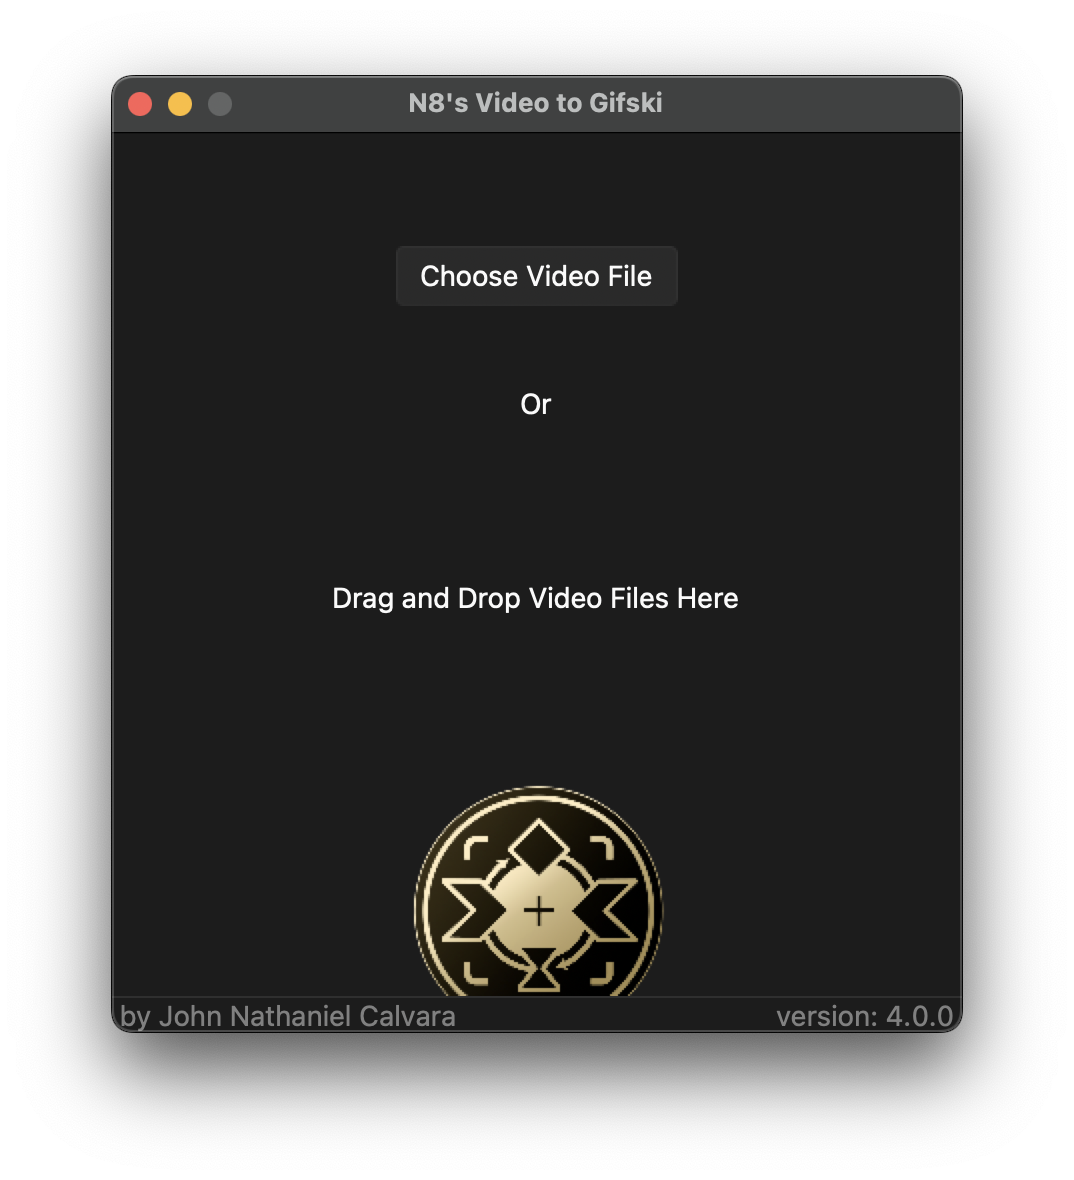 N8's Video to Gifski
Choose Video File
Or
Drag and Drop Video Files Here
by John Nathaniel Calvara
version: 4.0.0